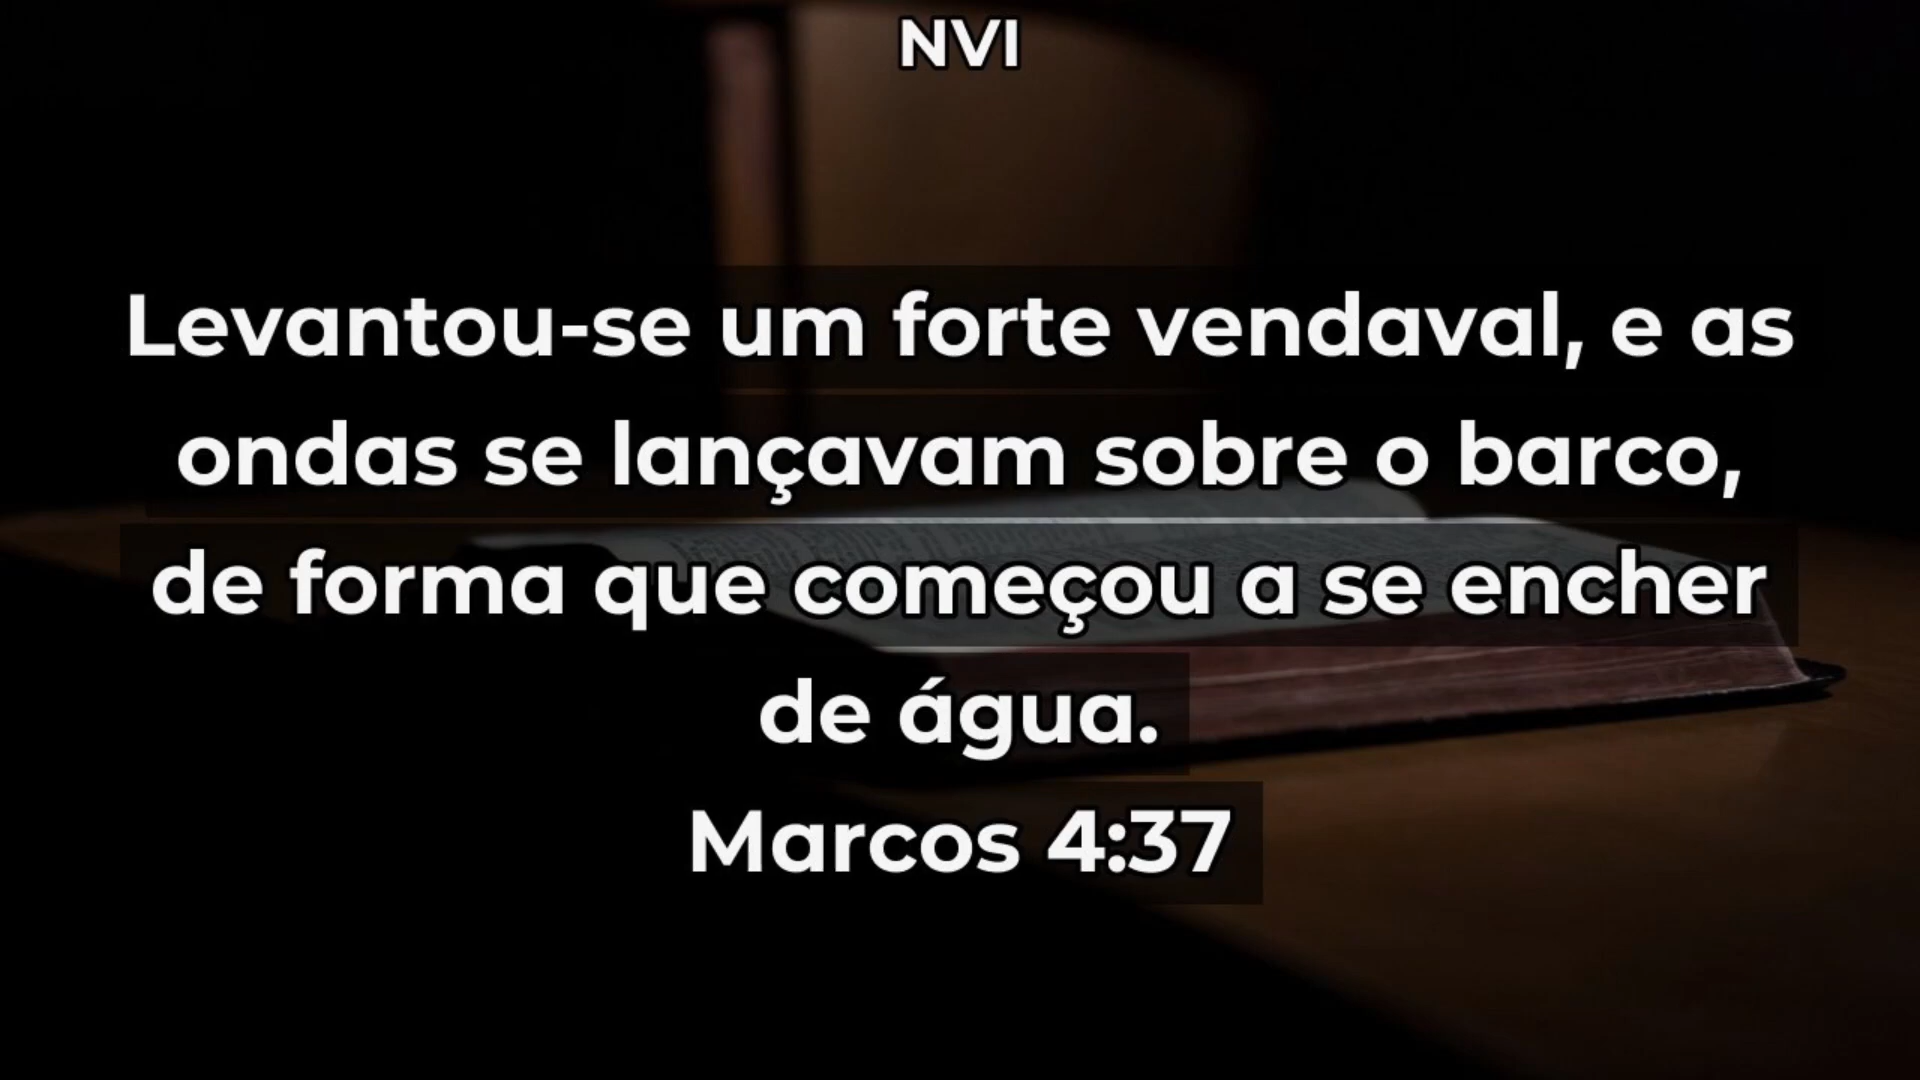 NVI
Levantou-se um forte vendaval, e as
ondas se lançavam sobre o barco,
de forma que começou a se encher
de água.
Marcos 4:37